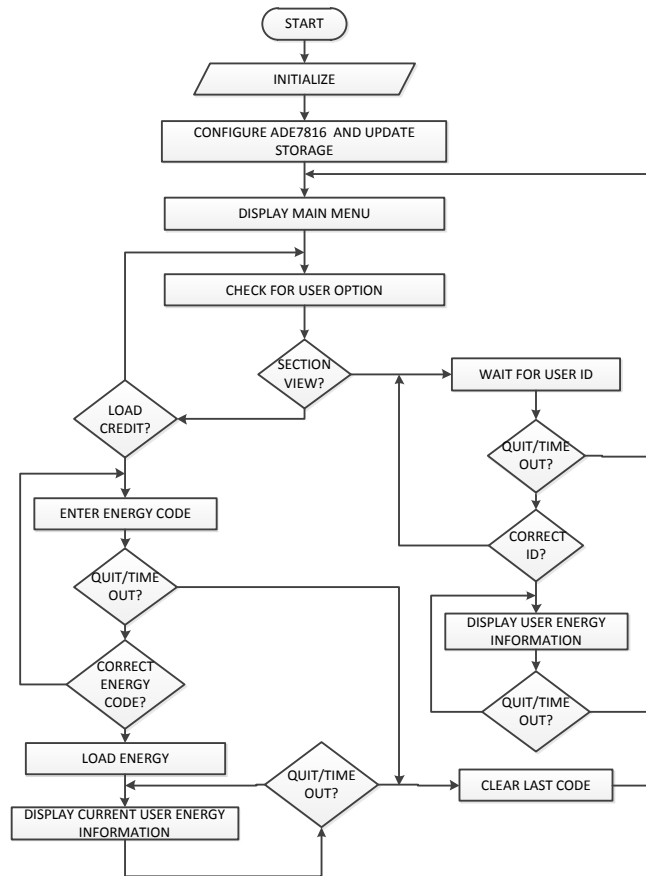 START
INITIALIZE
CONFIGURE ADE7816 AND UPDATE
STORAGE
DISPLAY MAIN MENU
CHECK FOR USER OPTION
SECTION
VIEW?
WAIT FOR USER ID
LOAD
CREDIT?
QUIT/TIME
OUT?
ENTER ENERGY CODE
CORRECT
ID?
QUIT/TIME
OUT?
DISPLAY USER ENERGY
INFORMATION
CORRECT
ENERGY
CODE?
QUIT/TIME
OUT?
LOAD ENERGY
QUIT/TIME
OUT?
CLEAR LAST CODE
DISPLAY CURRENT USER ENERGY
INFORMATION